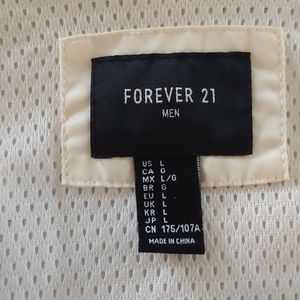 FOREVER 21
MEN
US L
CA G
MX L/G
BR G
EU L
UK L
KR L
JP L
CN 175/107A
MADE IN CHINA